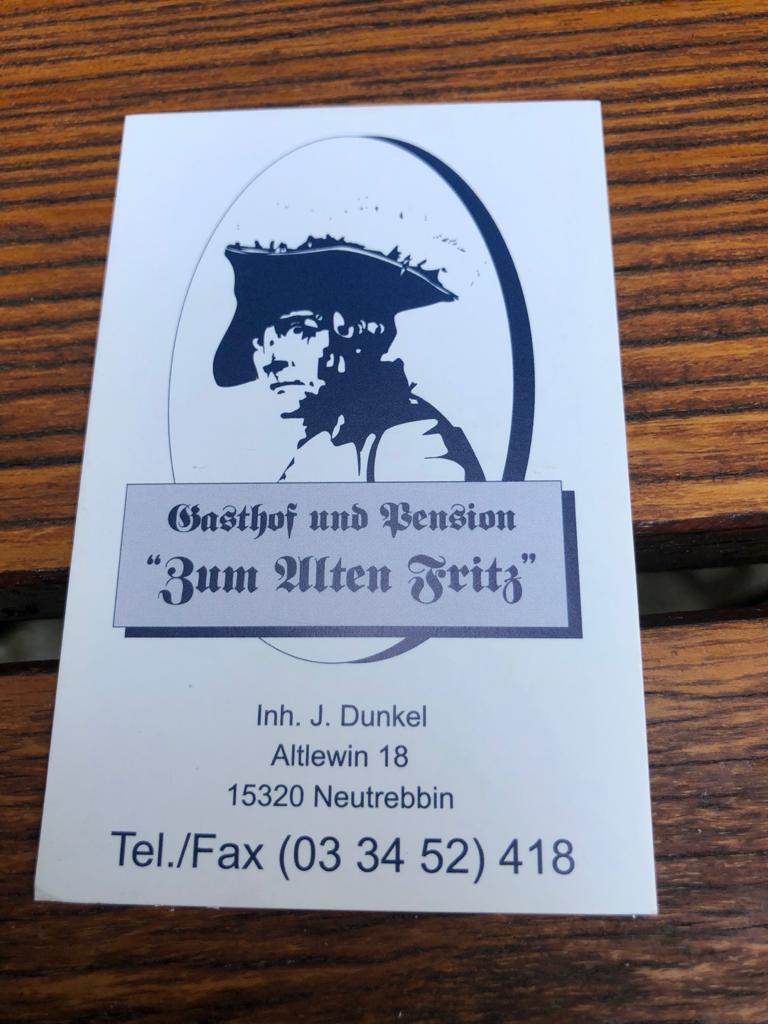 Gasthof und Pension
“Zum Alten Fritz”
Inh. J. Dunkel
Altlewin 18
15320 Neutrebbin
Tel./Fax (03 34 52) 418